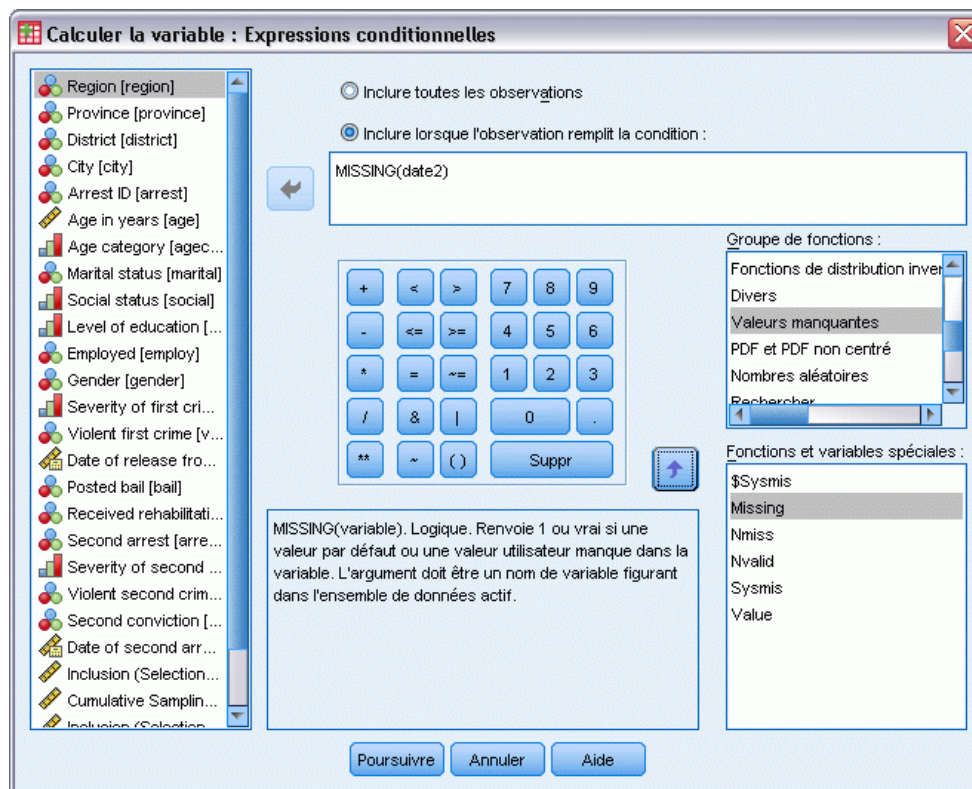 Calculer la variable : Expressions conditionnelles
Region [region]
Province [province]
District [district]
City [city]
Arrest ID [arrest]
Age in years [age]
Age category [agec...
Marital status [marital]
Social status [social]
Level of education [...
Employed [employ]
Gender [gender]
Severity of first cri...
Violent first crime [v...
Date of release fro...
Posted bail [bail]
Received rehabilitati...
Second arrest [arre...
Severity of second ...
Violent second crim...
Second conviction [...
Date of second arr...
Inclusion (Selection...
Cumulative Samplin...
Inclusion (Selection...
Inclure toutes les observations
Inclure lorsque l'observation remplit la condition :
MISSING(date2)
+ < > 7 8 9
- <= >= 4 5 6
* = ~= 1 2 3
/ & | 0 .
** ~ ( ) Suppr
Groupe de fonctions :
Fonctions de distribution inver
Divers
Valeurs manquantes
PDF et PDF non centré
Nombres aléatoires
Rechercher
Fonctions et variables spéciales :
$Sysmis
Missing
Nmiss
Nvalid
Sysmis
Value
MISSING(variable). Logique. Renvoie 1 ou vrai si une
valeur par défaut ou une valeur utilisateur manque dans la
variable. L'argument doit être un nom de variable figurant
dans l'ensemble de données actif.
Poursuivre
Annuler
Aide